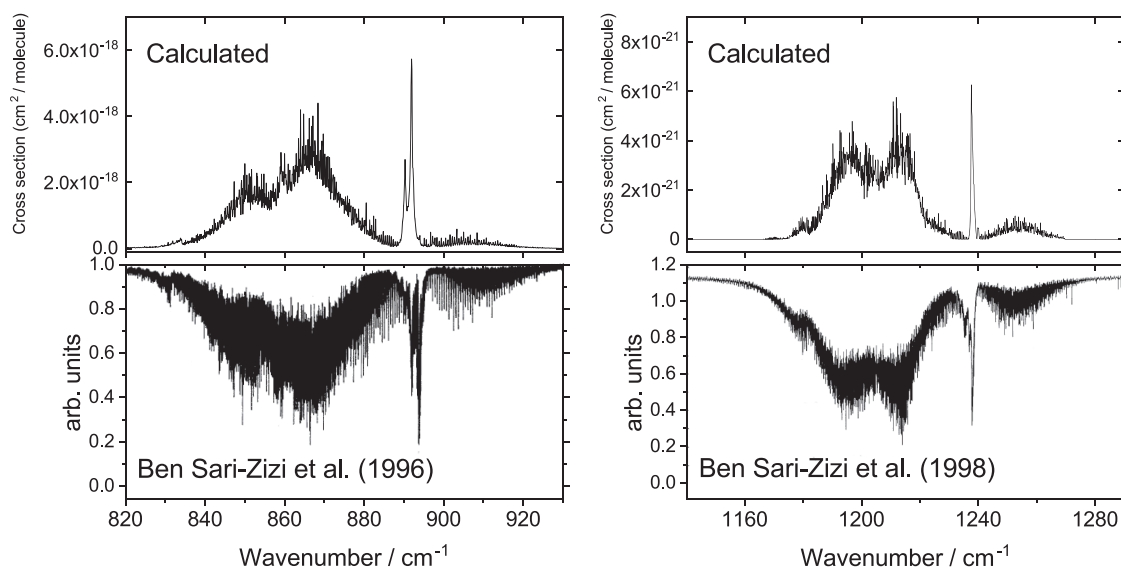 Cross section (cm² / molecule)
6.0x10⁻¹⁸
4.0x10⁻¹⁸
2.0x10⁻¹⁸
0.0
Calculated
arb. units
1.0
0.8
0.6
0.4
0.2
0.0
Ben Sari-Zizi et al. (1996)
820 840 860 880 900 920
Wavenumber / cm⁻¹
Cross section (cm² / molecule)
8x10⁻²¹
6x10⁻²¹
4x10⁻²¹
2x10⁻²¹
0
Calculated
arb. units
1.2
1.0
0.8
0.6
0.4
0.2
0.0
Ben Sari-Zizi et al. (1998)
1160 1200 1240 1280
Wavenumber / cm⁻¹